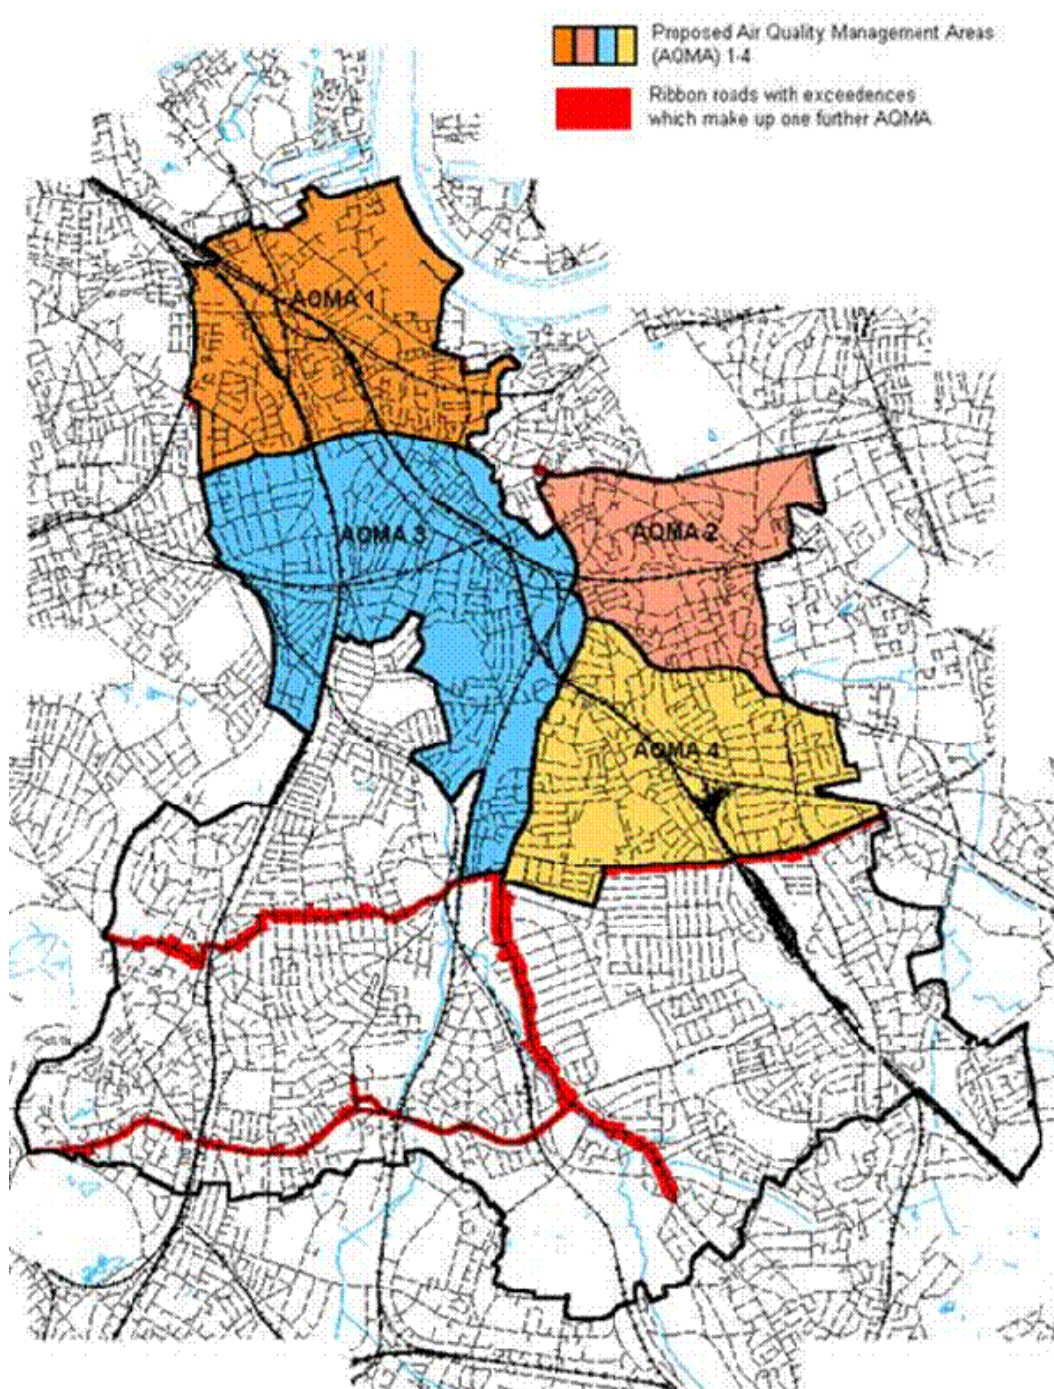 Proposed Air Quality Management Areas
(AQMA) 1-4
Ribbon roads with exceedences
which make up one further AQMA
AQMA 1
AQMA 2
AQMA 3
AQMA 4